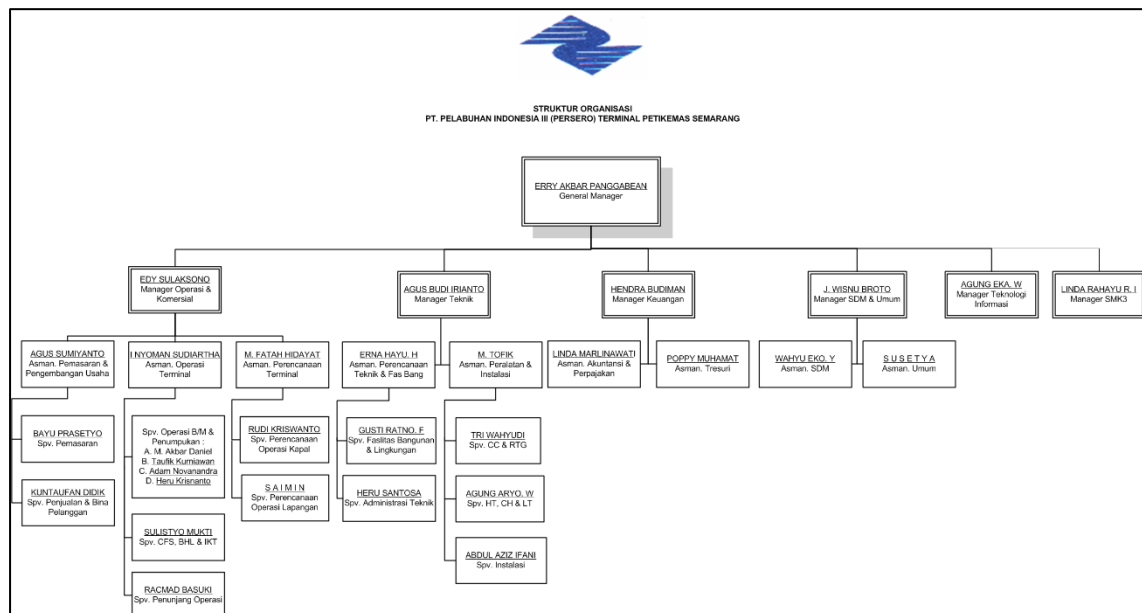 STRUKTUR ORGANISASI
PT. PELABUHAN INDONESIA III (PERSERO) TERMINAL PETIKEMAS SEMARANG
ERRY AKBAR PANGGABEAN
General Manager
EDY SULAKSONO
Manager Operasi &
Komersial
AGUS BUDI IRIANTO
Manager Teknik
HENDRA BUDIMAN
Manager Keuangan
J. WISNU BROTO
Manager SDM & Umum
AGUNG EKA. W
Manager Teknologi
Informasi
LINDA RAHAYU R. I
Manager SMK3
AGUS SUMIYANTO
Asman. Pemasaran &
Pengembangan Usaha
I NYOMAN SUDIARTHA
Asman. Operasi
Terminal
M. FATAH HIDAYAT
Asman. Perencanaan
Terminal
ERNA HAYU. H
Asman. Perencanaan
Teknik & Fas Bang
M. TOFIK
Asman. Peralatan &
Instalasi
LINDA MARLINAWATI
Asman. Akuntansi &
Perpajakan
POPPY MUHAMAT
Asman. Tresuri
WAHYU EKO. Y
Asman. SDM
S U S E T Y A
Asman. Umum
BAYU PRASETYO
Spv. Pemasaran
KUNTAUFAN DIDIK
Spv. Penjualan & Bina
Pelanggan
Spv. Operasi B/M &
Penumpukan :
A. M. Akbar Daniel
B. Taufik Kurniawan
C. Adam Novanandra
D. Heru Krisnanto
SULISTYO MUKTI
Spv. CFS, BHL & IKT
RACMAD BASUKI
Spv. Penunjang Operasi
RUDI KRISWANTO
Spv. Perencanaan
Operasi Kapal
S A I M I N
Spv. Perencanaan
Operasi Lapangan
GUSTI RATNO. F
Spv. Faslitas Bangunan
& Lingkungan
HERU SANTOSA
Spv. Administrasi Teknik
TRI WAHYUDI
Spv. CC & RTG
AGUNG ARYO. W
Spv. HT, CH & LT
ABDUL AZIZ IFANI
Spv. Instalasi